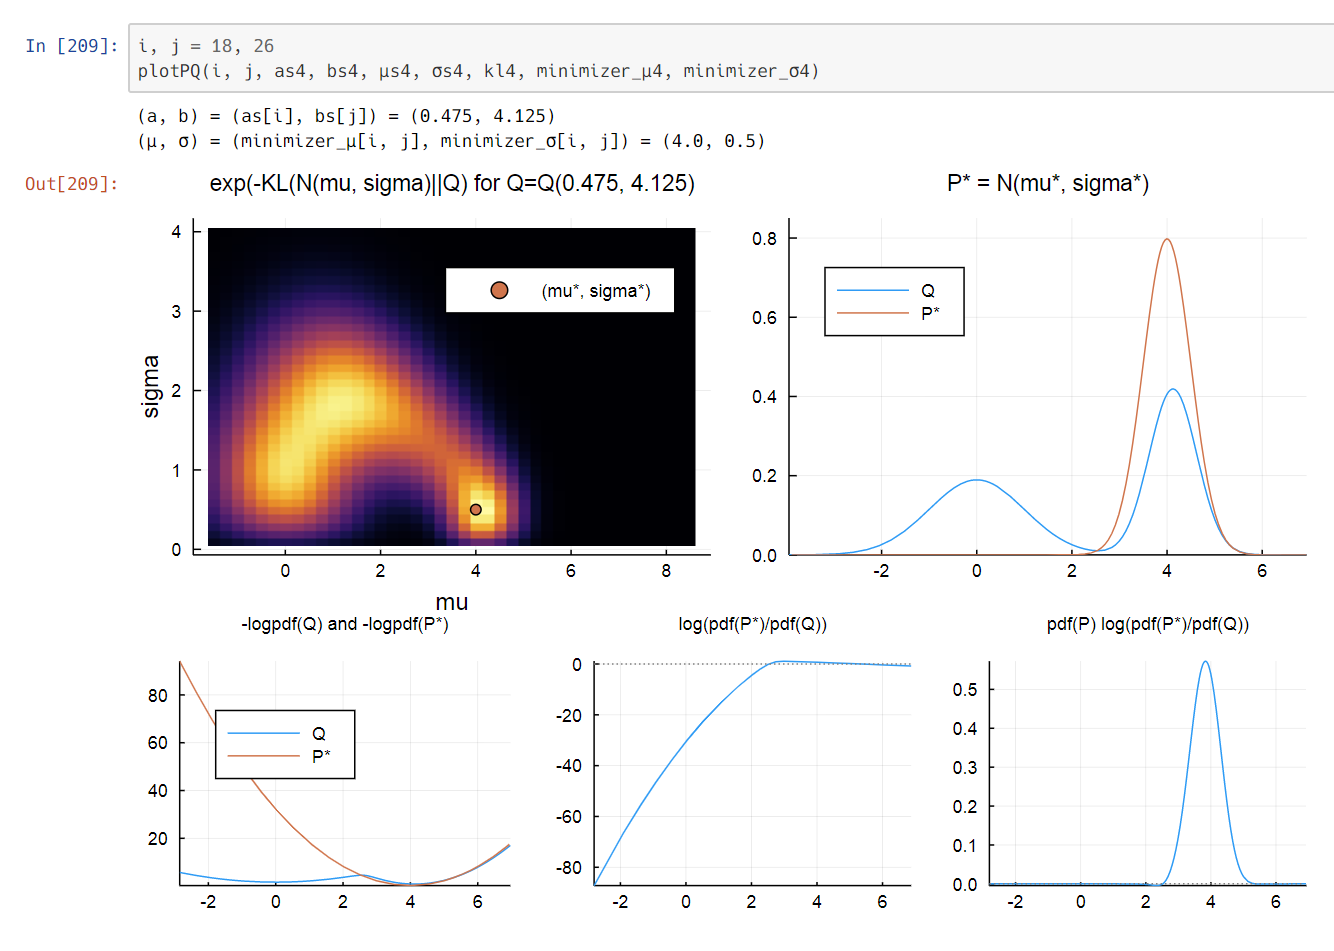 In [209]: i, j = 18, 26
plotPQ(i, j, as4, bs4, μs4, σs4, kl4, minimizer_μ4, minimizer_σ4)
(a, b) = (as[i], bs[j]) = (0.475, 4.125)
(μ, σ) = (minimizer_μ[i, j], minimizer_σ[i, j]) = (4.0, 0.5)
Out[209]:
exp(-KL(N(mu, sigma)||Q) for Q=Q(0.475, 4.125)
4
3
2
1
0
sigma
(mu*, sigma*)
0 2 4 6 8
mu
P* = N(mu*, sigma*)
0.8
0.6
0.4
0.2
0.0
Q
P*
-2 0 2 4 6
-logpdf(Q) and -logpdf(P*)
80
60
40
20
Q
P*
-2 0 2 4 6
log(pdf(P*)/pdf(Q))
0
-20
-40
-60
-80
-2 0 2 4 6
pdf(P) log(pdf(P*)/pdf(Q))
0.5
0.4
0.3
0.2
0.1
0.0
-2 0 2 4 6